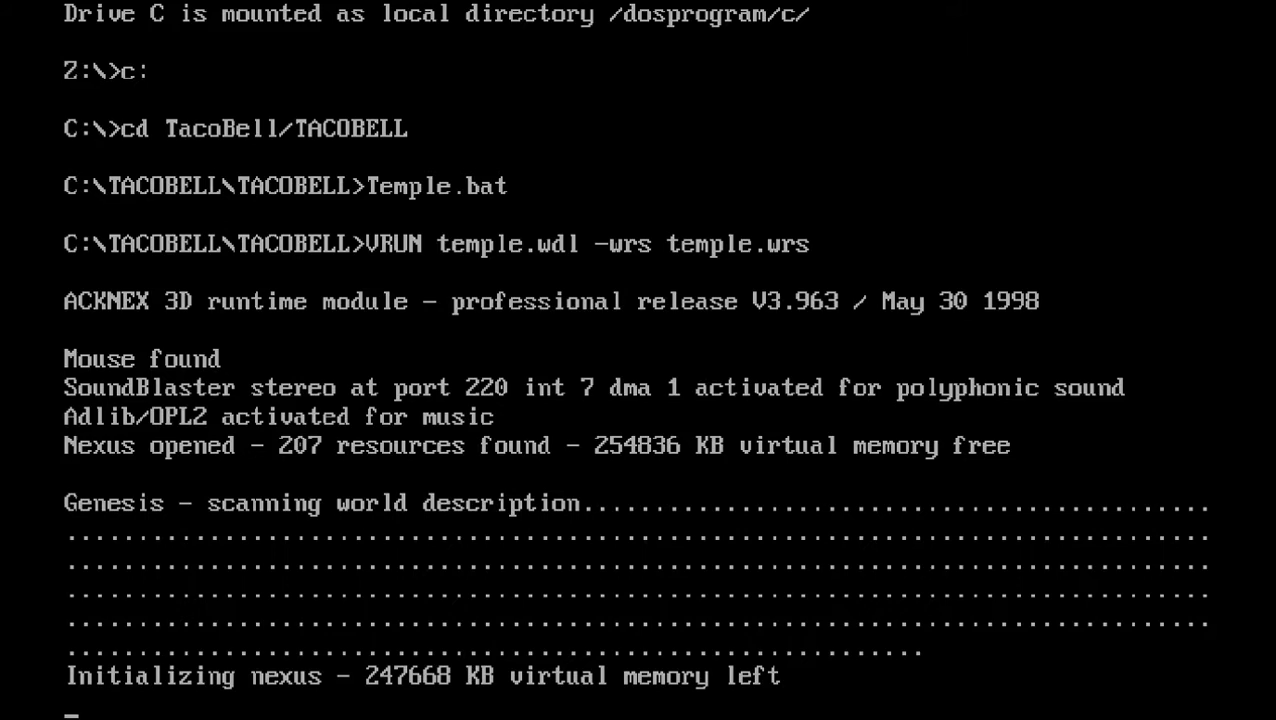 Drive C is mounted as local directory /dosprogram/c/
Z:\>c:
C:\>cd TacoBell/TACOBELL
C:\TACOBELL\TACOBELL>Temple.bat
C:\TACOBELL\TACOBELL>VRUN temple.wdl -wrs temple.wrs
ACKNEX 3D runtime module - professional release V3.963 / May 30 1998
Mouse found
SoundBlaster stereo at port 220 int 7 dma 1 activated for polyphonic sound
Adlib/OPL2 activated for music
Nexus opened - 207 resources found - 254836 KB virtual memory free
Genesis - scanning world description............................................
................................................................................
................................................................................
................................................................................
................................................................................
............................................................
Initializing nexus - 247668 KB virtual memory left
_